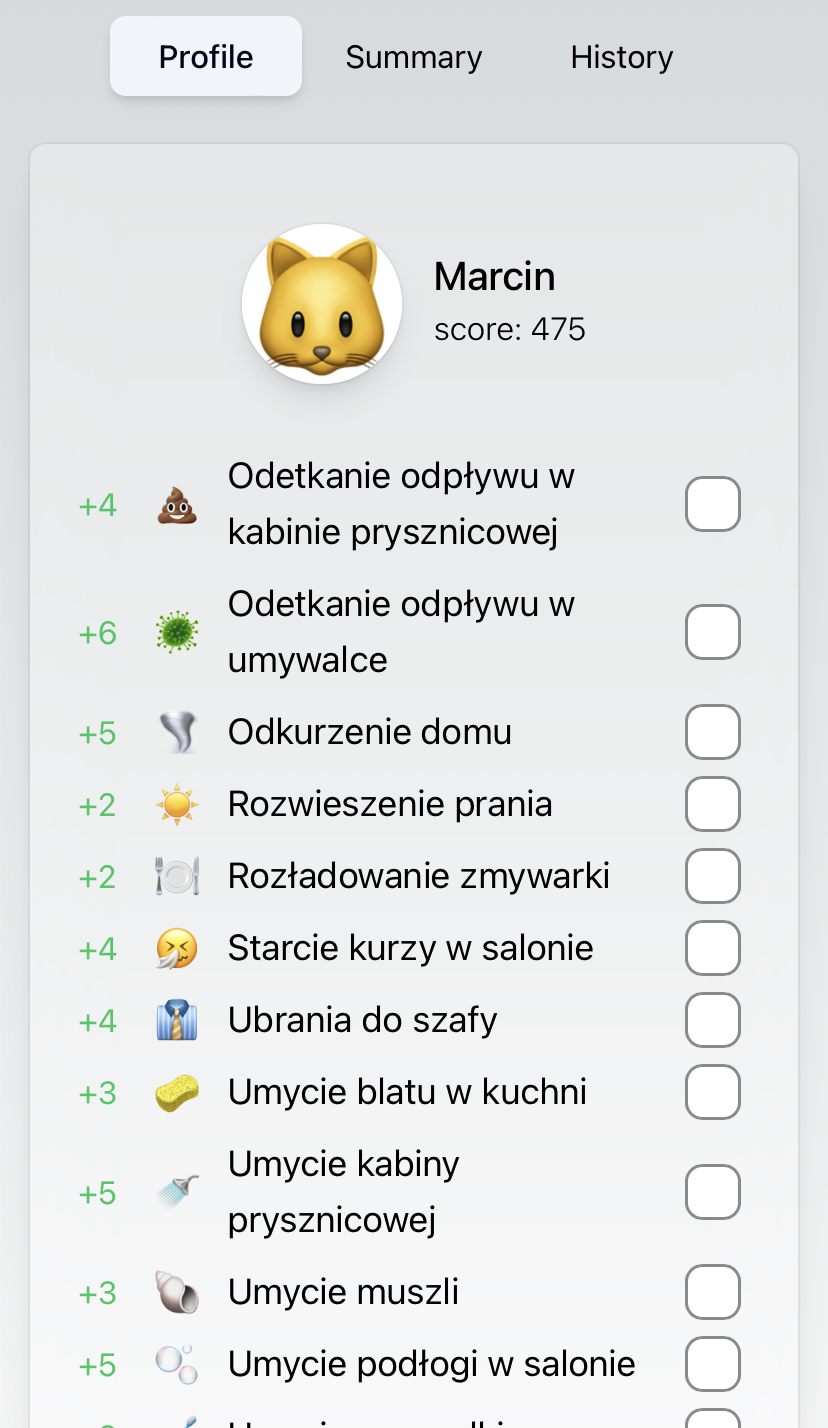 Profile
Summary
History
Marcin
score: 475
+4
Odetkanie odpływu w
kabinie prysznicowej
+6
Odetkanie odpływu w
umywalce
+5
Odkurzenie domu
+2
Rozwieszenie prania
+2
Rozładowanie zmywarki
+4
Starcie kurzy w salonie
+4
Ubrania do szafy
+3
Umycie blatu w kuchni
+5
Umycie kabiny
prysznicowej
+3
Umycie muszli
+5
Umycie podłogi w salonie